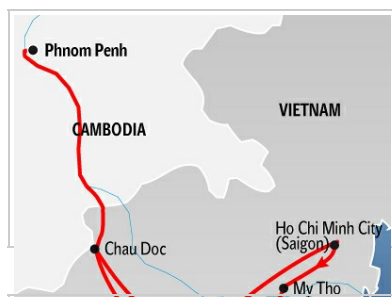 Phnom Penh
VIETNAM
CAMBODIA
Ho Chi Minh City
(Saigon)
Chau Doc
My Tho